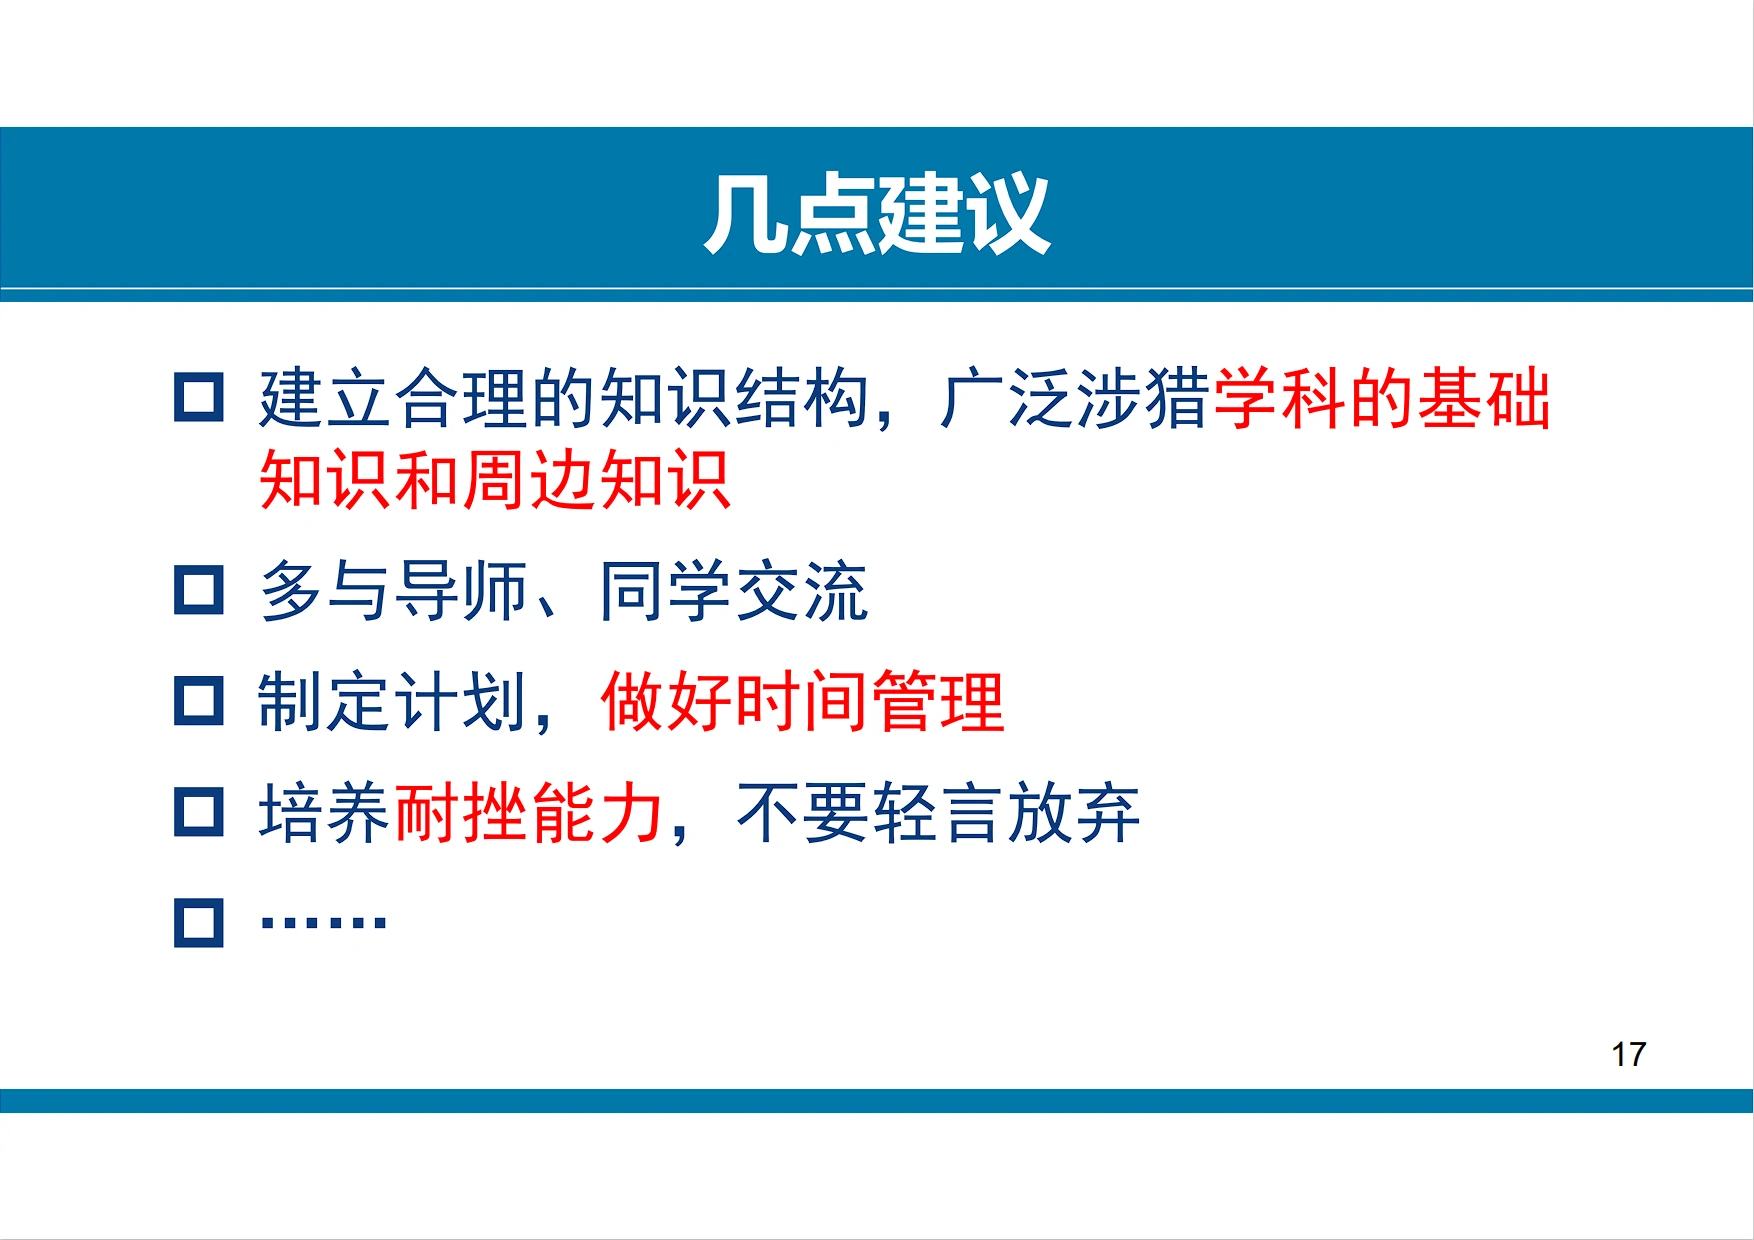 几点建议
建立合理的知识结构，广泛涉猎学科的基础
知识和周边知识
多与导师、同学交流
制定计划，做好时间管理
培养耐挫能力，不要轻言放弃
……
17